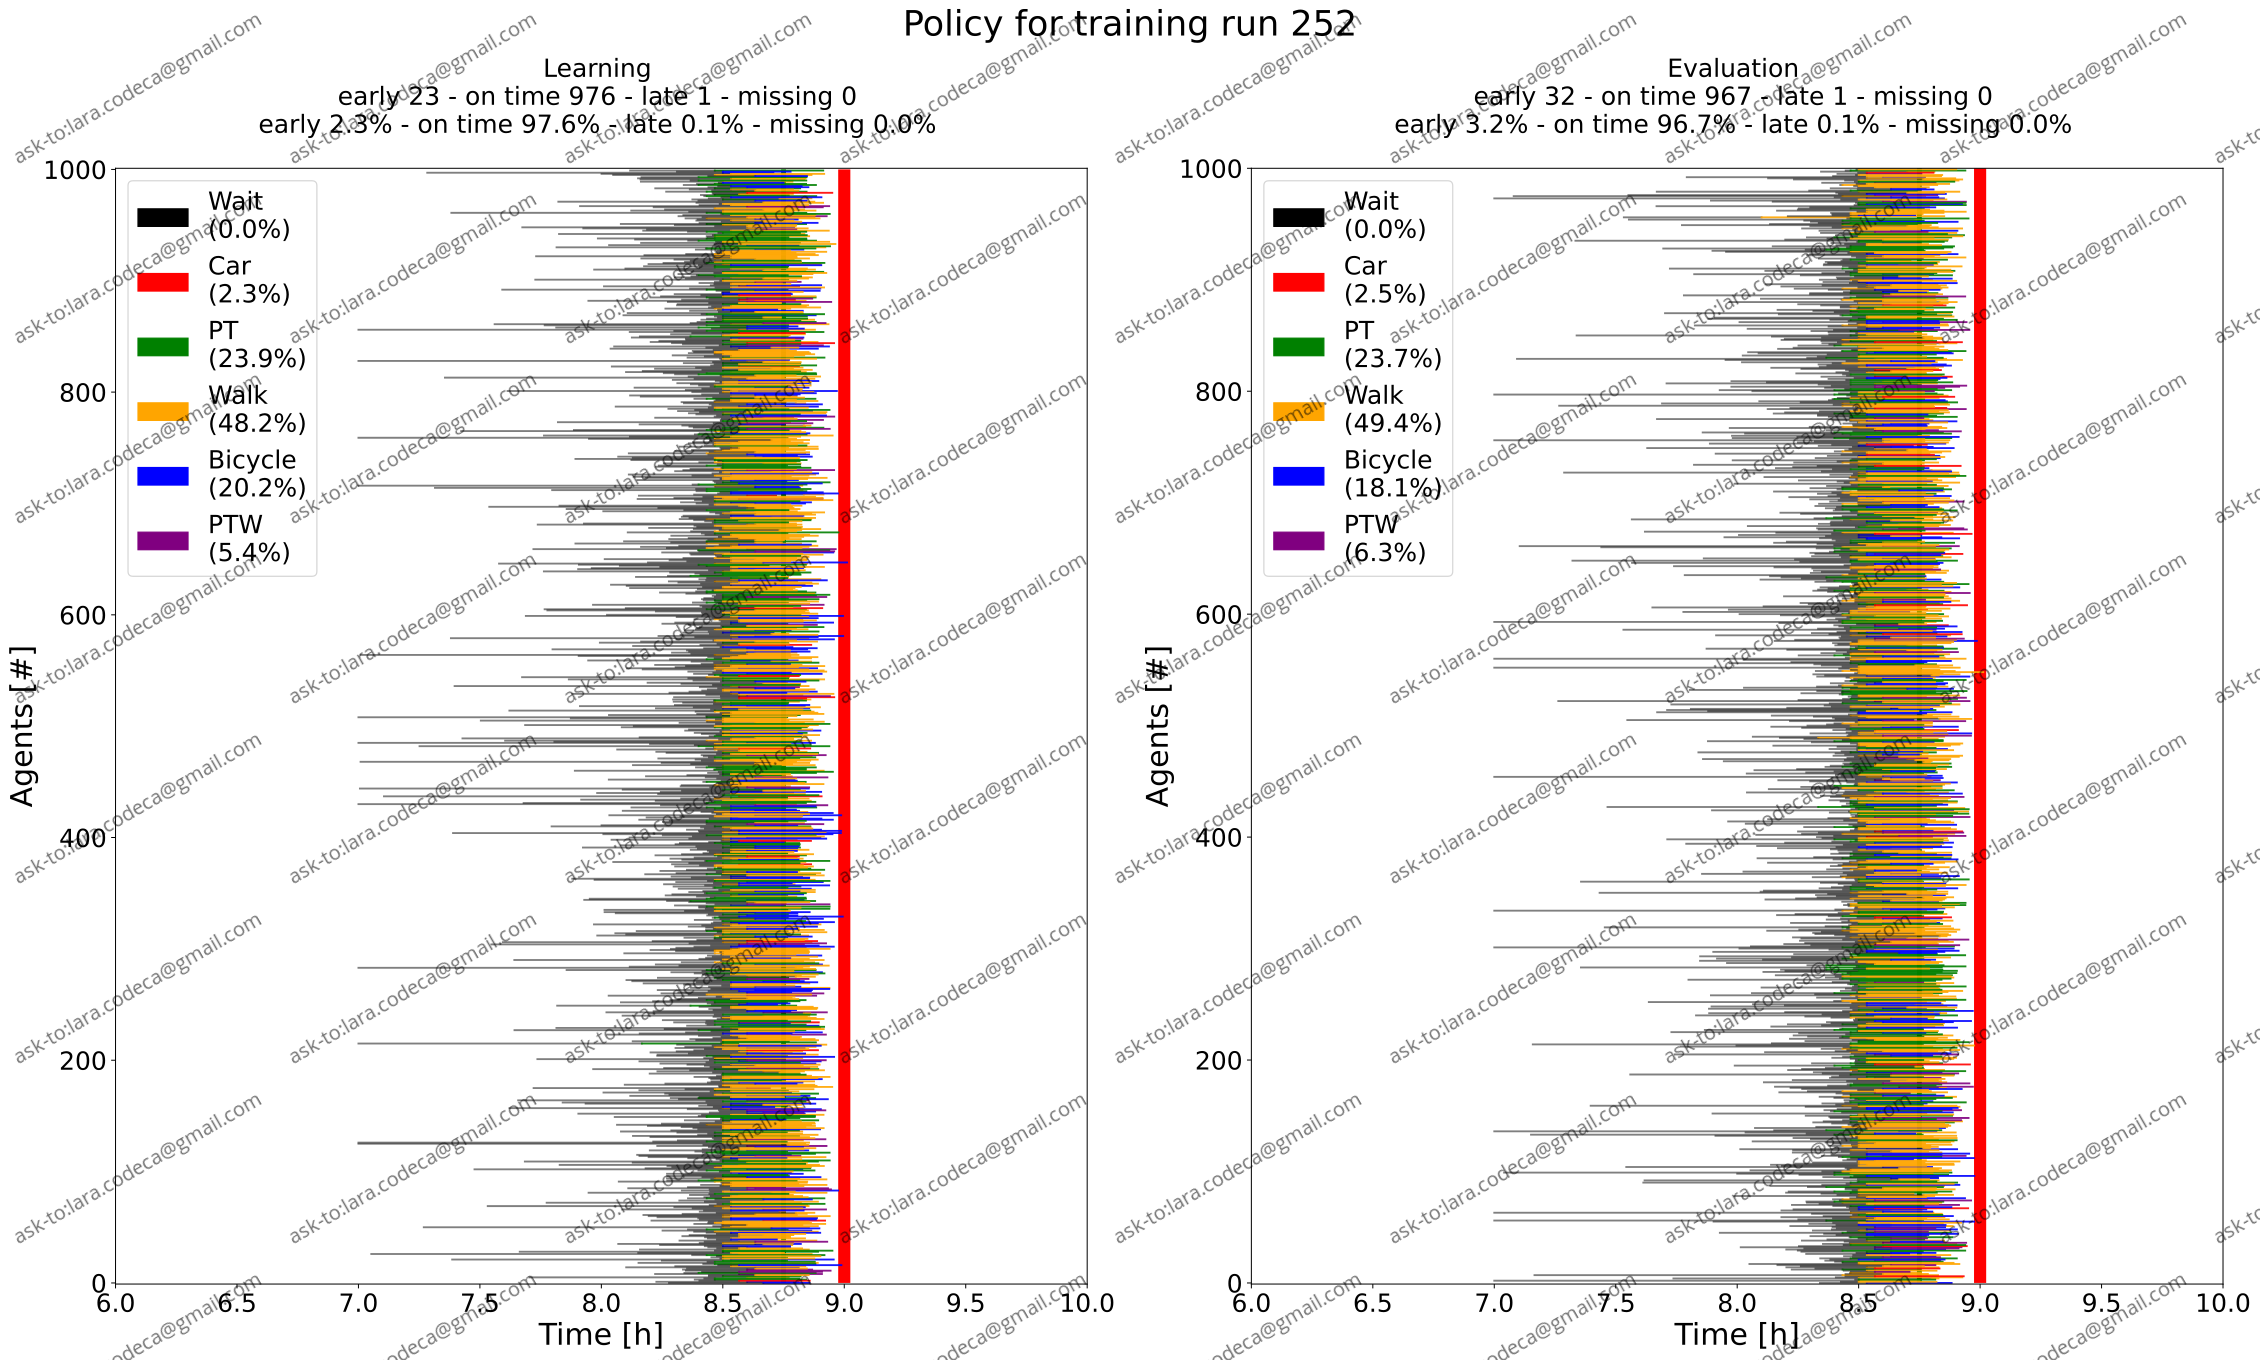 Policy for training run 252
Learning
early 23 - on time 976 - late 1 - missing 0
early 2.3% - on time 97.6% - late 0.1% - missing 0.0%
1000
800
600
400
200
0
Agents [#]
Wait
(0.0%)
Car
(2.3%)
PT
(23.9%)
Walk
(48.2%)
Bicycle
(20.2%)
PTW
(5.4%)
6.0 6.5 7.0 7.5 8.0 8.5 9.0 9.5 10.0
Time [h]
Evaluation
early 32 - on time 967 - late 1 - missing 0
early 3.2% - on time 96.7% - late 0.1% - missing 0.0%
1000
800
600
400
200
0
Agents [#]
Wait
(0.0%)
Car
(2.5%)
PT
(23.7%)
Walk
(49.4%)
Bicycle
(18.1%)
PTW
(6.3%)
6.0 6.5 7.0 7.5 8.0 8.5 9.0 9.5 10.0
Time [h]
ask-to:lara.codeca@gmail.com